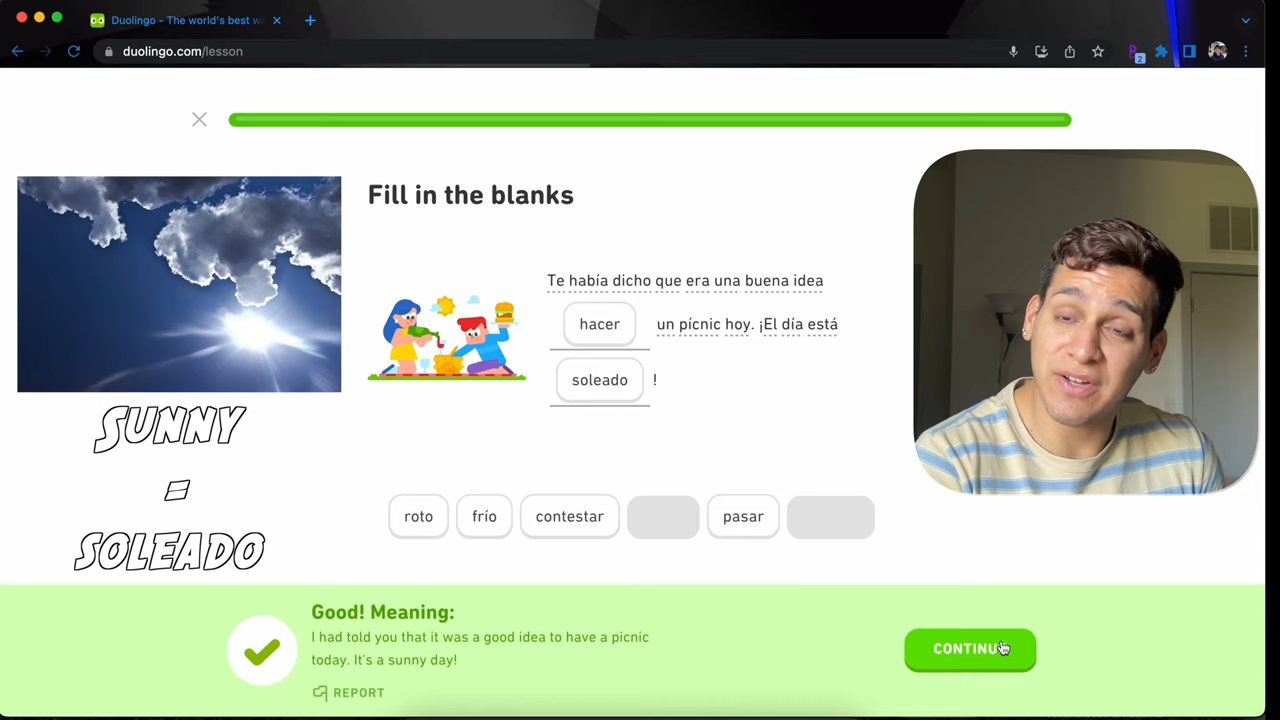 Duolingo - The world's best w
duolingo.com/lesson
2
Fill in the blanks
Te había dicho que era una buena idea
hacer un pícnic hoy. ¡El día está
soleado !
SUNNY
=
SOLEADO
roto frío contestar pasar
Good! Meaning:
I had told you that it was a good idea to have a picnic
today. It's a sunny day!
REPORT
CONTINU